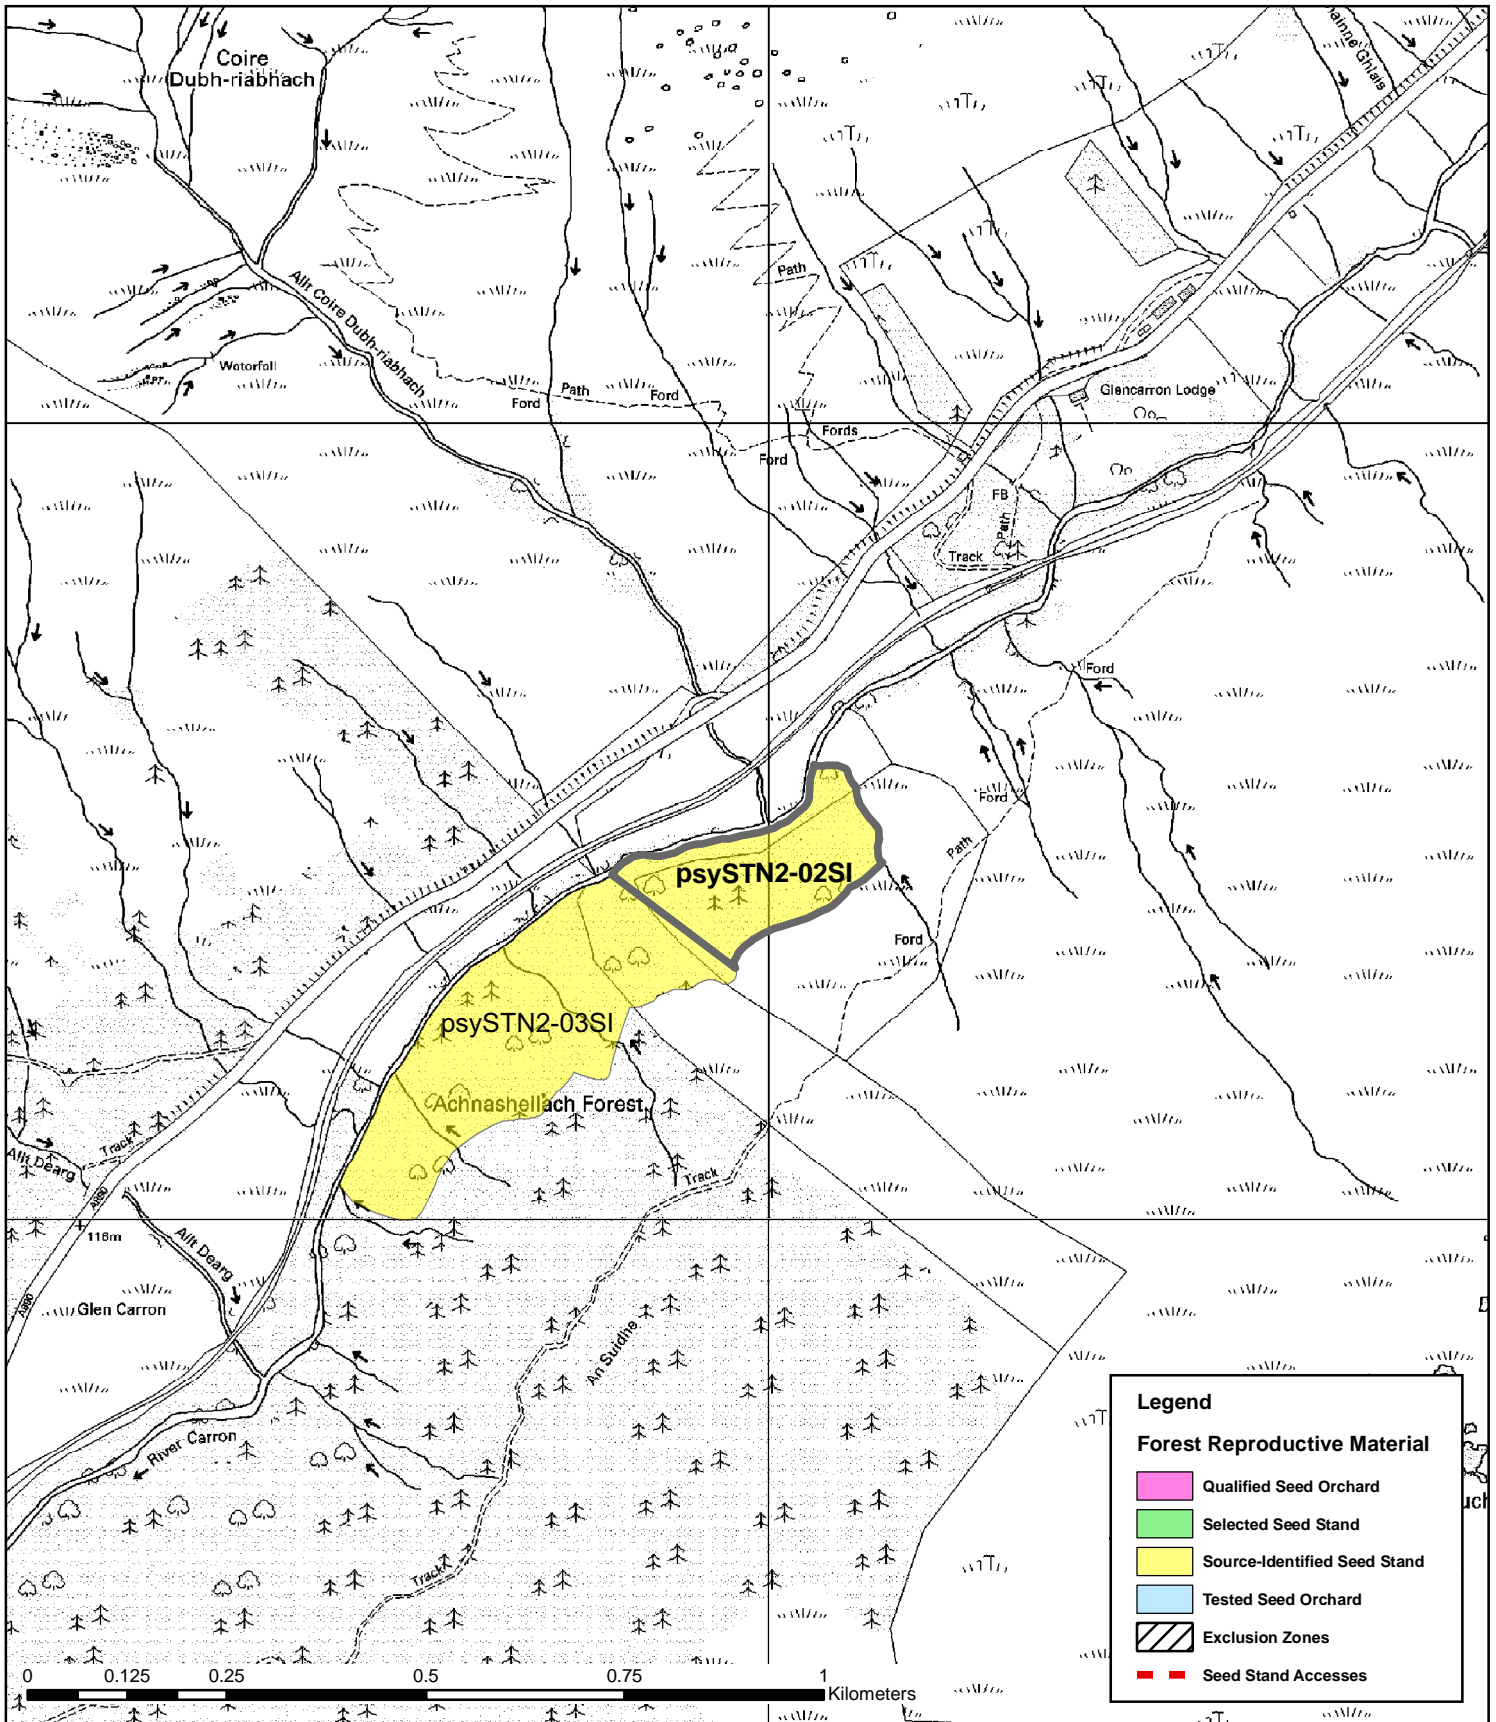 Coire
Dubh-riabhach
Allt Coire Dubh-riabhach
Waterfall
Path
Ford
Path
Ford
Fords
Ford
Glencarron Lodge
FB
Path
Track
Ford
Ford
Path
Ford
psySTN2-02SI
psySTN2-03SI
Achnashellach Forest
Track
Allt Dearg
Track
A890
116m
Allt Dearg
A890
Glen Carron
An Suidhe
River Carron
Track
0 0.125 0.25 0.5 0.75 1
Kilometers
Legend
Forest Reproductive Material
Qualified Seed Orchard
Selected Seed Stand
Source-Identified Seed Stand
Tested Seed Orchard
Exclusion Zones
Seed Stand Accesses